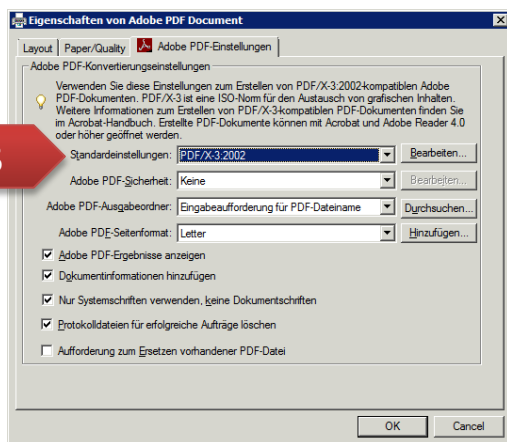 Eigenschaften von Adobe PDF Document
Layout Paper/Quality Adobe PDF-Einstellungen
Adobe PDF-Konvertierungseinstellungen
Verwenden Sie diese Einstellungen zum Erstellen von PDF/X-3:2002-kompatiblen Adobe
PDF-Dokumenten. PDF/X-3 ist eine ISO-Norm für den Austausch von grafischen Inhalten.
Weitere Informationen zum Erstellen von PDF/X-3-kompatiblen PDF-Dokumenten finden Sie
im Acrobat-Handbuch. Erstellte PDF-Dokumente können mit Acrobat und Adobe Reader 4.0
oder höher geöffnet werden.
Standardeinstellungen: PDF/X-3:2002 Bearbeiten...
Adobe PDF-Sicherheit: Keine Bearbeiten...
Adobe PDF-Ausgabeordner: Eingabeaufforderung für PDF-Dateiname Durchsuchen...
Adobe PDF-Seitenformat: Letter Hinzufügen...
Adobe PDF-Ergebnisse anzeigen
Dokumentinformationen hinzufügen
Nur Systemschriften verwenden, keine Dokumentschriften
Protokolldateien für erfolgreiche Aufträge löschen
Aufforderung zum Ersetzen vorhandener PDF-Datei
OK Cancel